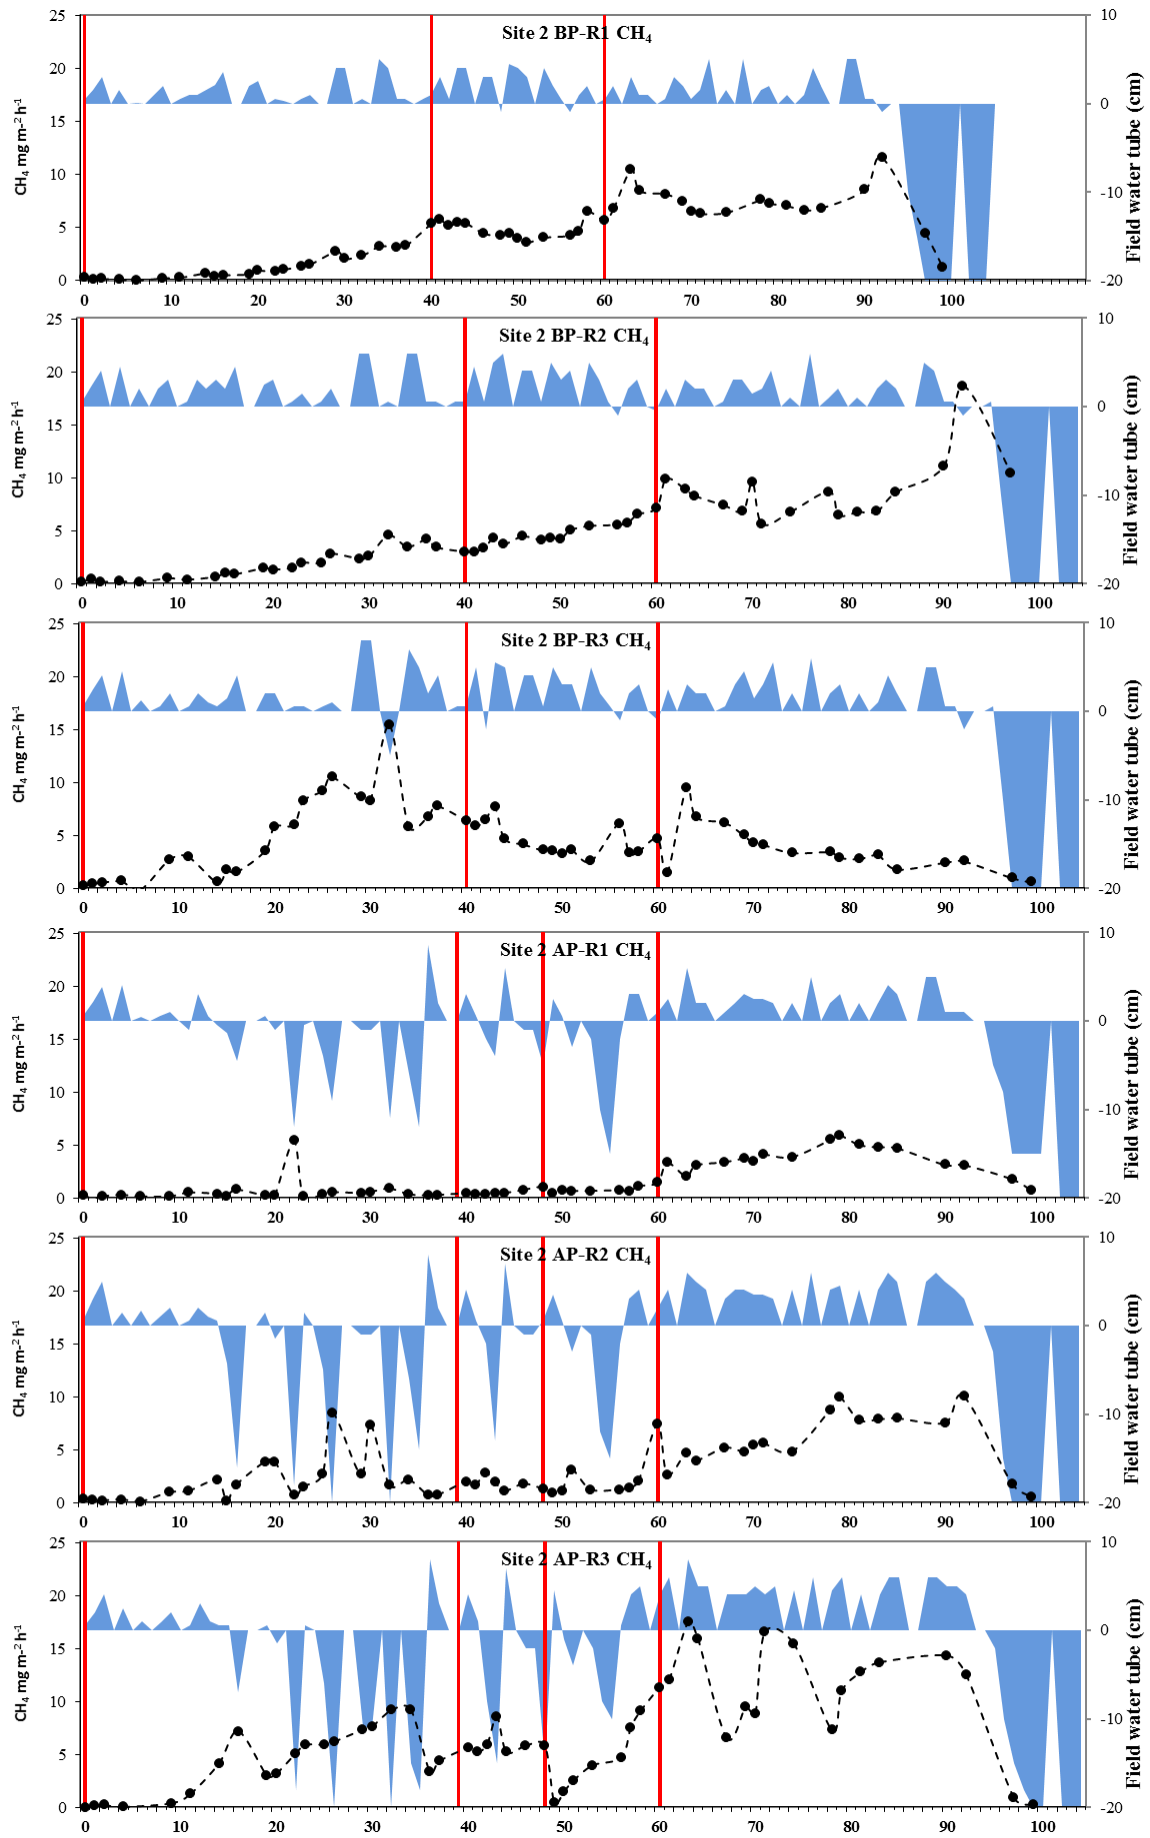 Site 2 BP-R1 CH₄
CH₄ mg m⁻² h⁻¹
25
20
15
10
5
0
0 10 20 30 40 50 60 70 80 90 100
10
0
-10
-20
Field water tube (cm)
Site 2 BP-R2 CH₄
CH₄ mg m⁻² h⁻¹
25
20
15
10
5
0
0 10 20 30 40 50 60 70 80 90 100
10
0
-10
-20
Field water tube (cm)
Site 2 BP-R3 CH₄
CH₄ mg m⁻² h⁻¹
25
20
15
10
5
0
0 10 20 30 40 50 60 70 80 90 100
10
0
-10
-20
Field water tube (cm)
Site 2 AP-R1 CH₄
CH₄ mg m⁻² h⁻¹
25
20
15
10
5
0
0 10 20 30 40 50 60 70 80 90 100
10
0
-10
-20
Field water tube (cm)
Site 2 AP-R2 CH₄
CH₄ mg m⁻² h⁻¹
25
20
15
10
5
0
0 10 20 30 40 50 60 70 80 90 100
10
0
-10
-20
Field water tube (cm)
Site 2 AP-R3 CH₄
CH₄ mg m⁻² h⁻¹
25
20
15
10
5
0
0 10 20 30 40 50 60 70 80 90 100
10
0
-10
-20
Field water tube (cm)